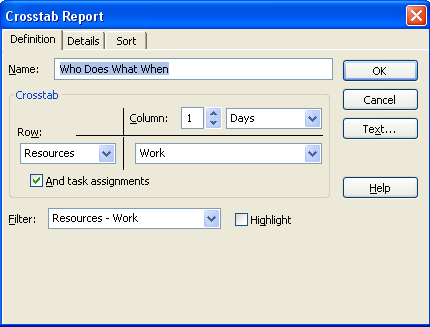 Crosstab Report
Definition Details Sort
Name: Who Does What When
OK
Crosstab
Cancel
Column: 1 Days
Text...
Row:
Resources Work
And task assignments
Help
Filter: Resources - Work Highlight